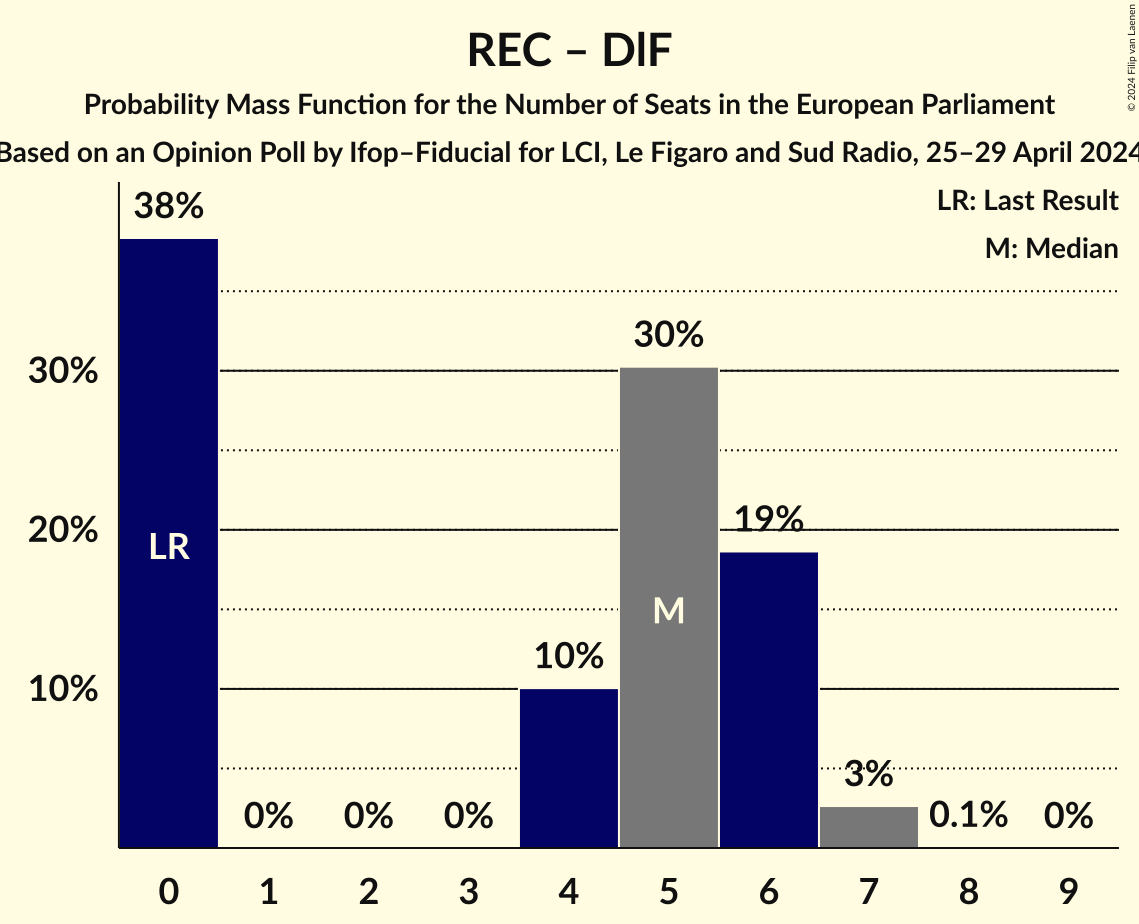 © 2024 Filip van Laenen
REC – DIF
Probability Mass Function for the Number of Seats in the European Parliament
Based on an Opinion Poll by Ifop–Fiducial for LCI, Le Figaro and Sud Radio, 25–29 April 2024
LR: Last Result
M: Median
38%
30%
19%
10%
3%
0% 0% 0% 0.1% 0%
30%
20%
10%
LR
M
0 1 2 3 4 5 6 7 8 9